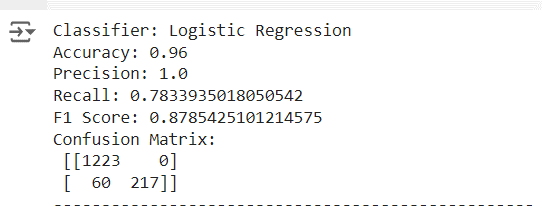 Classifier: Logistic Regression
Accuracy: 0.96
Precision: 1.0
Recall: 0.7833935018050542
F1 Score: 0.8785425101214575
Confusion Matrix:
[[1223    0]
[  60  217]]
--------------------------------------------------